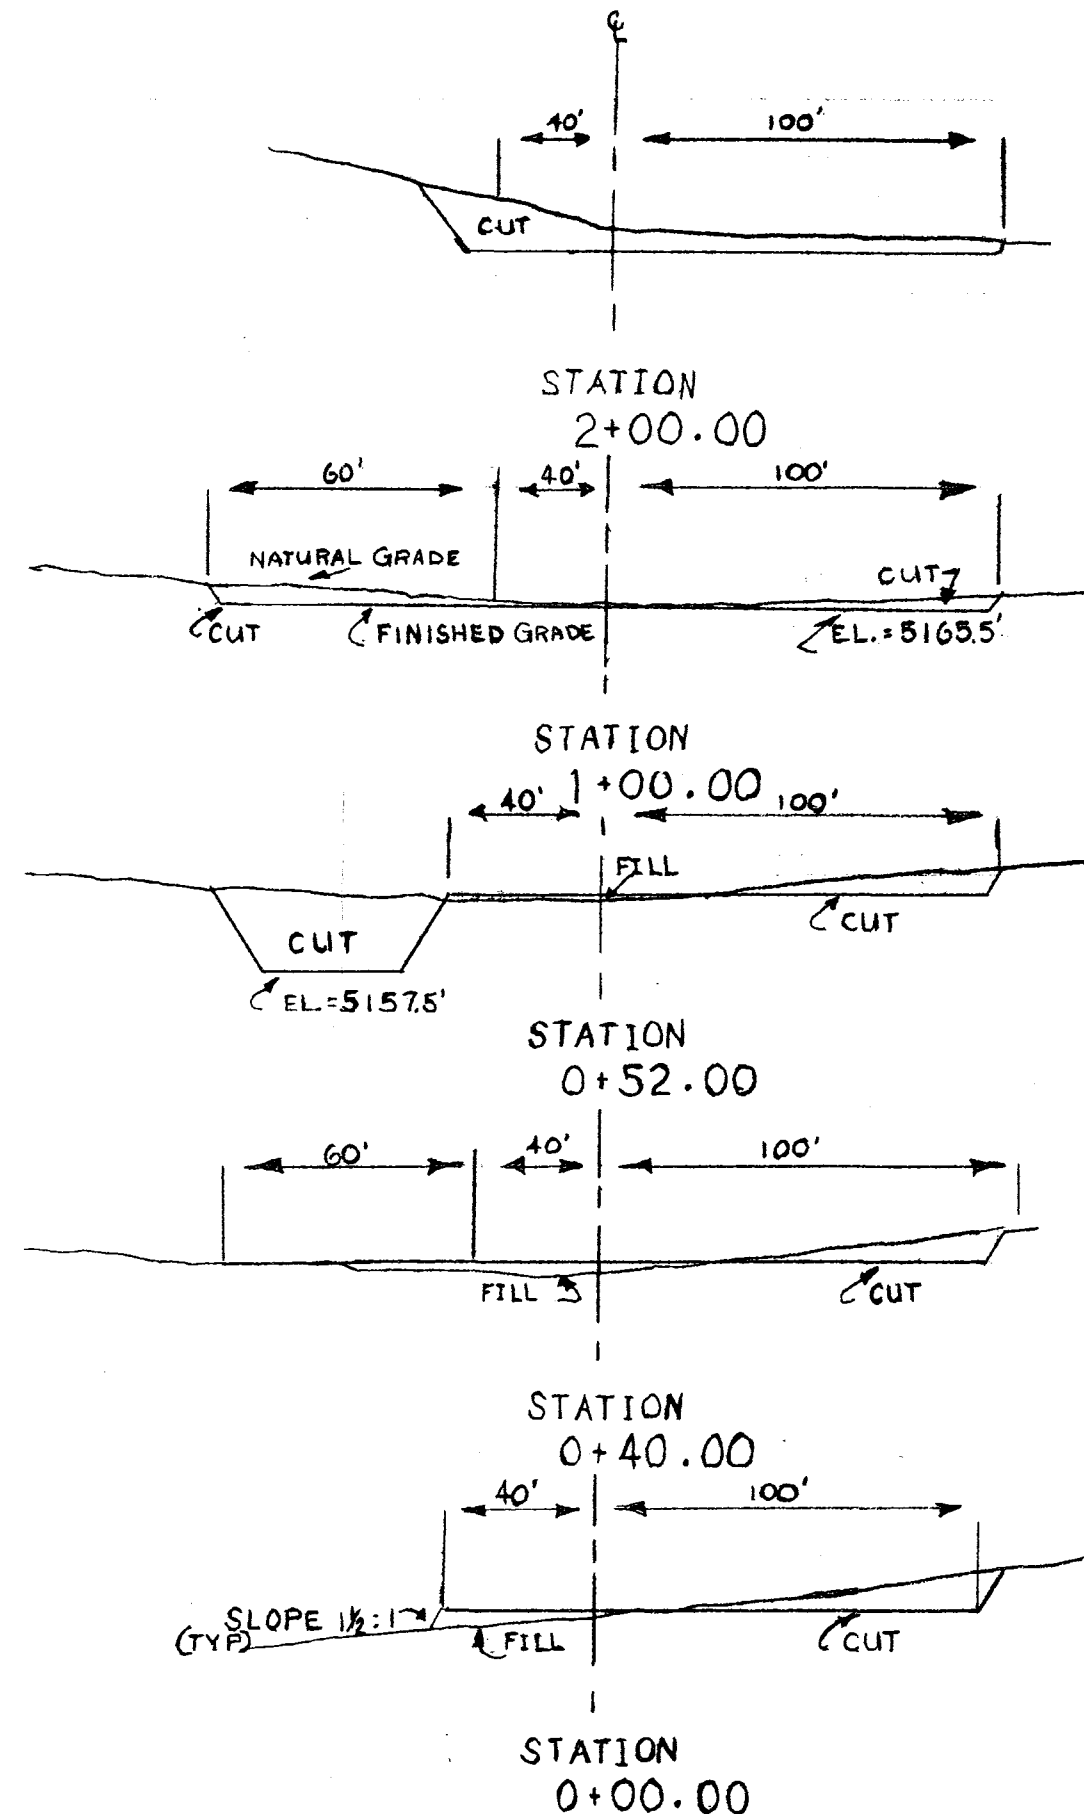 ℄
40' 100'
CUT
STATION
2+00.00
60' 40' 100'
NATURAL GRADE
CUT
CUT FINISHED GRADE EL.=5165.5'
STATION
1+00.00
40' 100'
FILL
CUT
CUT
EL.=5157.5'
STATION
0+52.00
60' 40' 100'
FILL CUT
STATION
0+40.00
40' 100'
SLOPE 1½:1
(TYP) FILL CUT
STATION
0+00.00